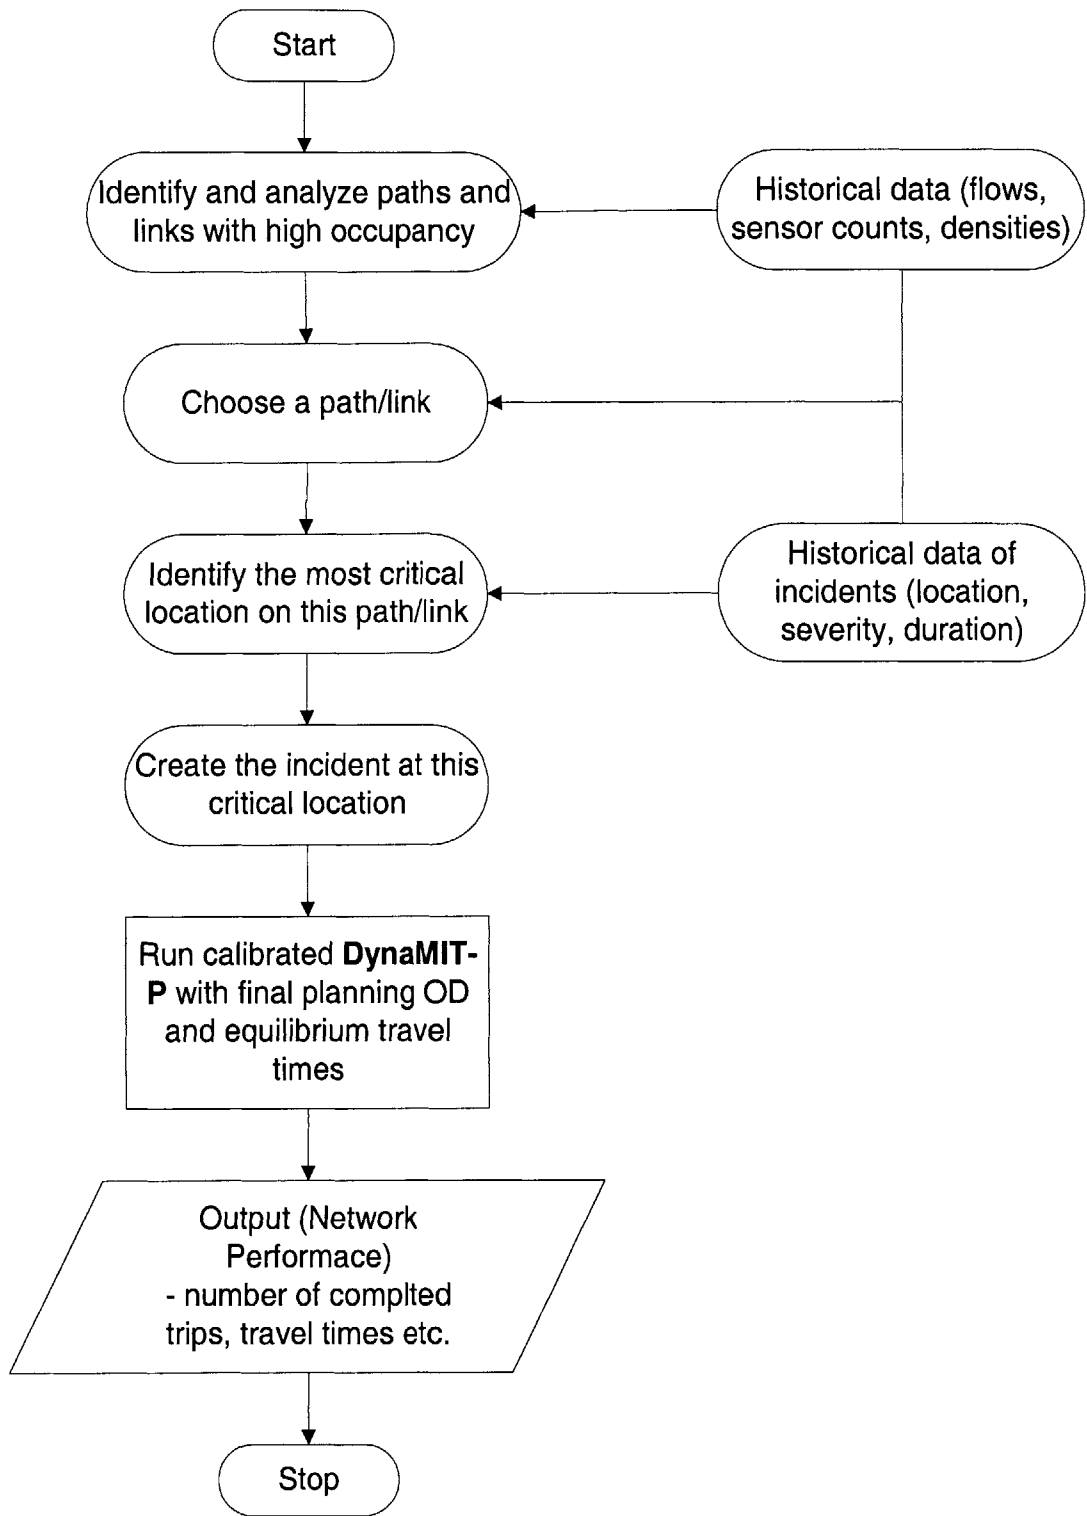 Start
Identify and analyze paths and
links with high occupancy
Historical data (flows,
sensor counts, densities)
Choose a path/link
Identify the most critical
location on this path/link
Historical data of
incidents (location,
severity, duration)
Create the incident at this
critical location
Run calibrated DynaMIT-
P with final planning OD
and equilibrium travel
times
Output (Network
Performace)
- number of complted
trips, travel times etc.
Stop